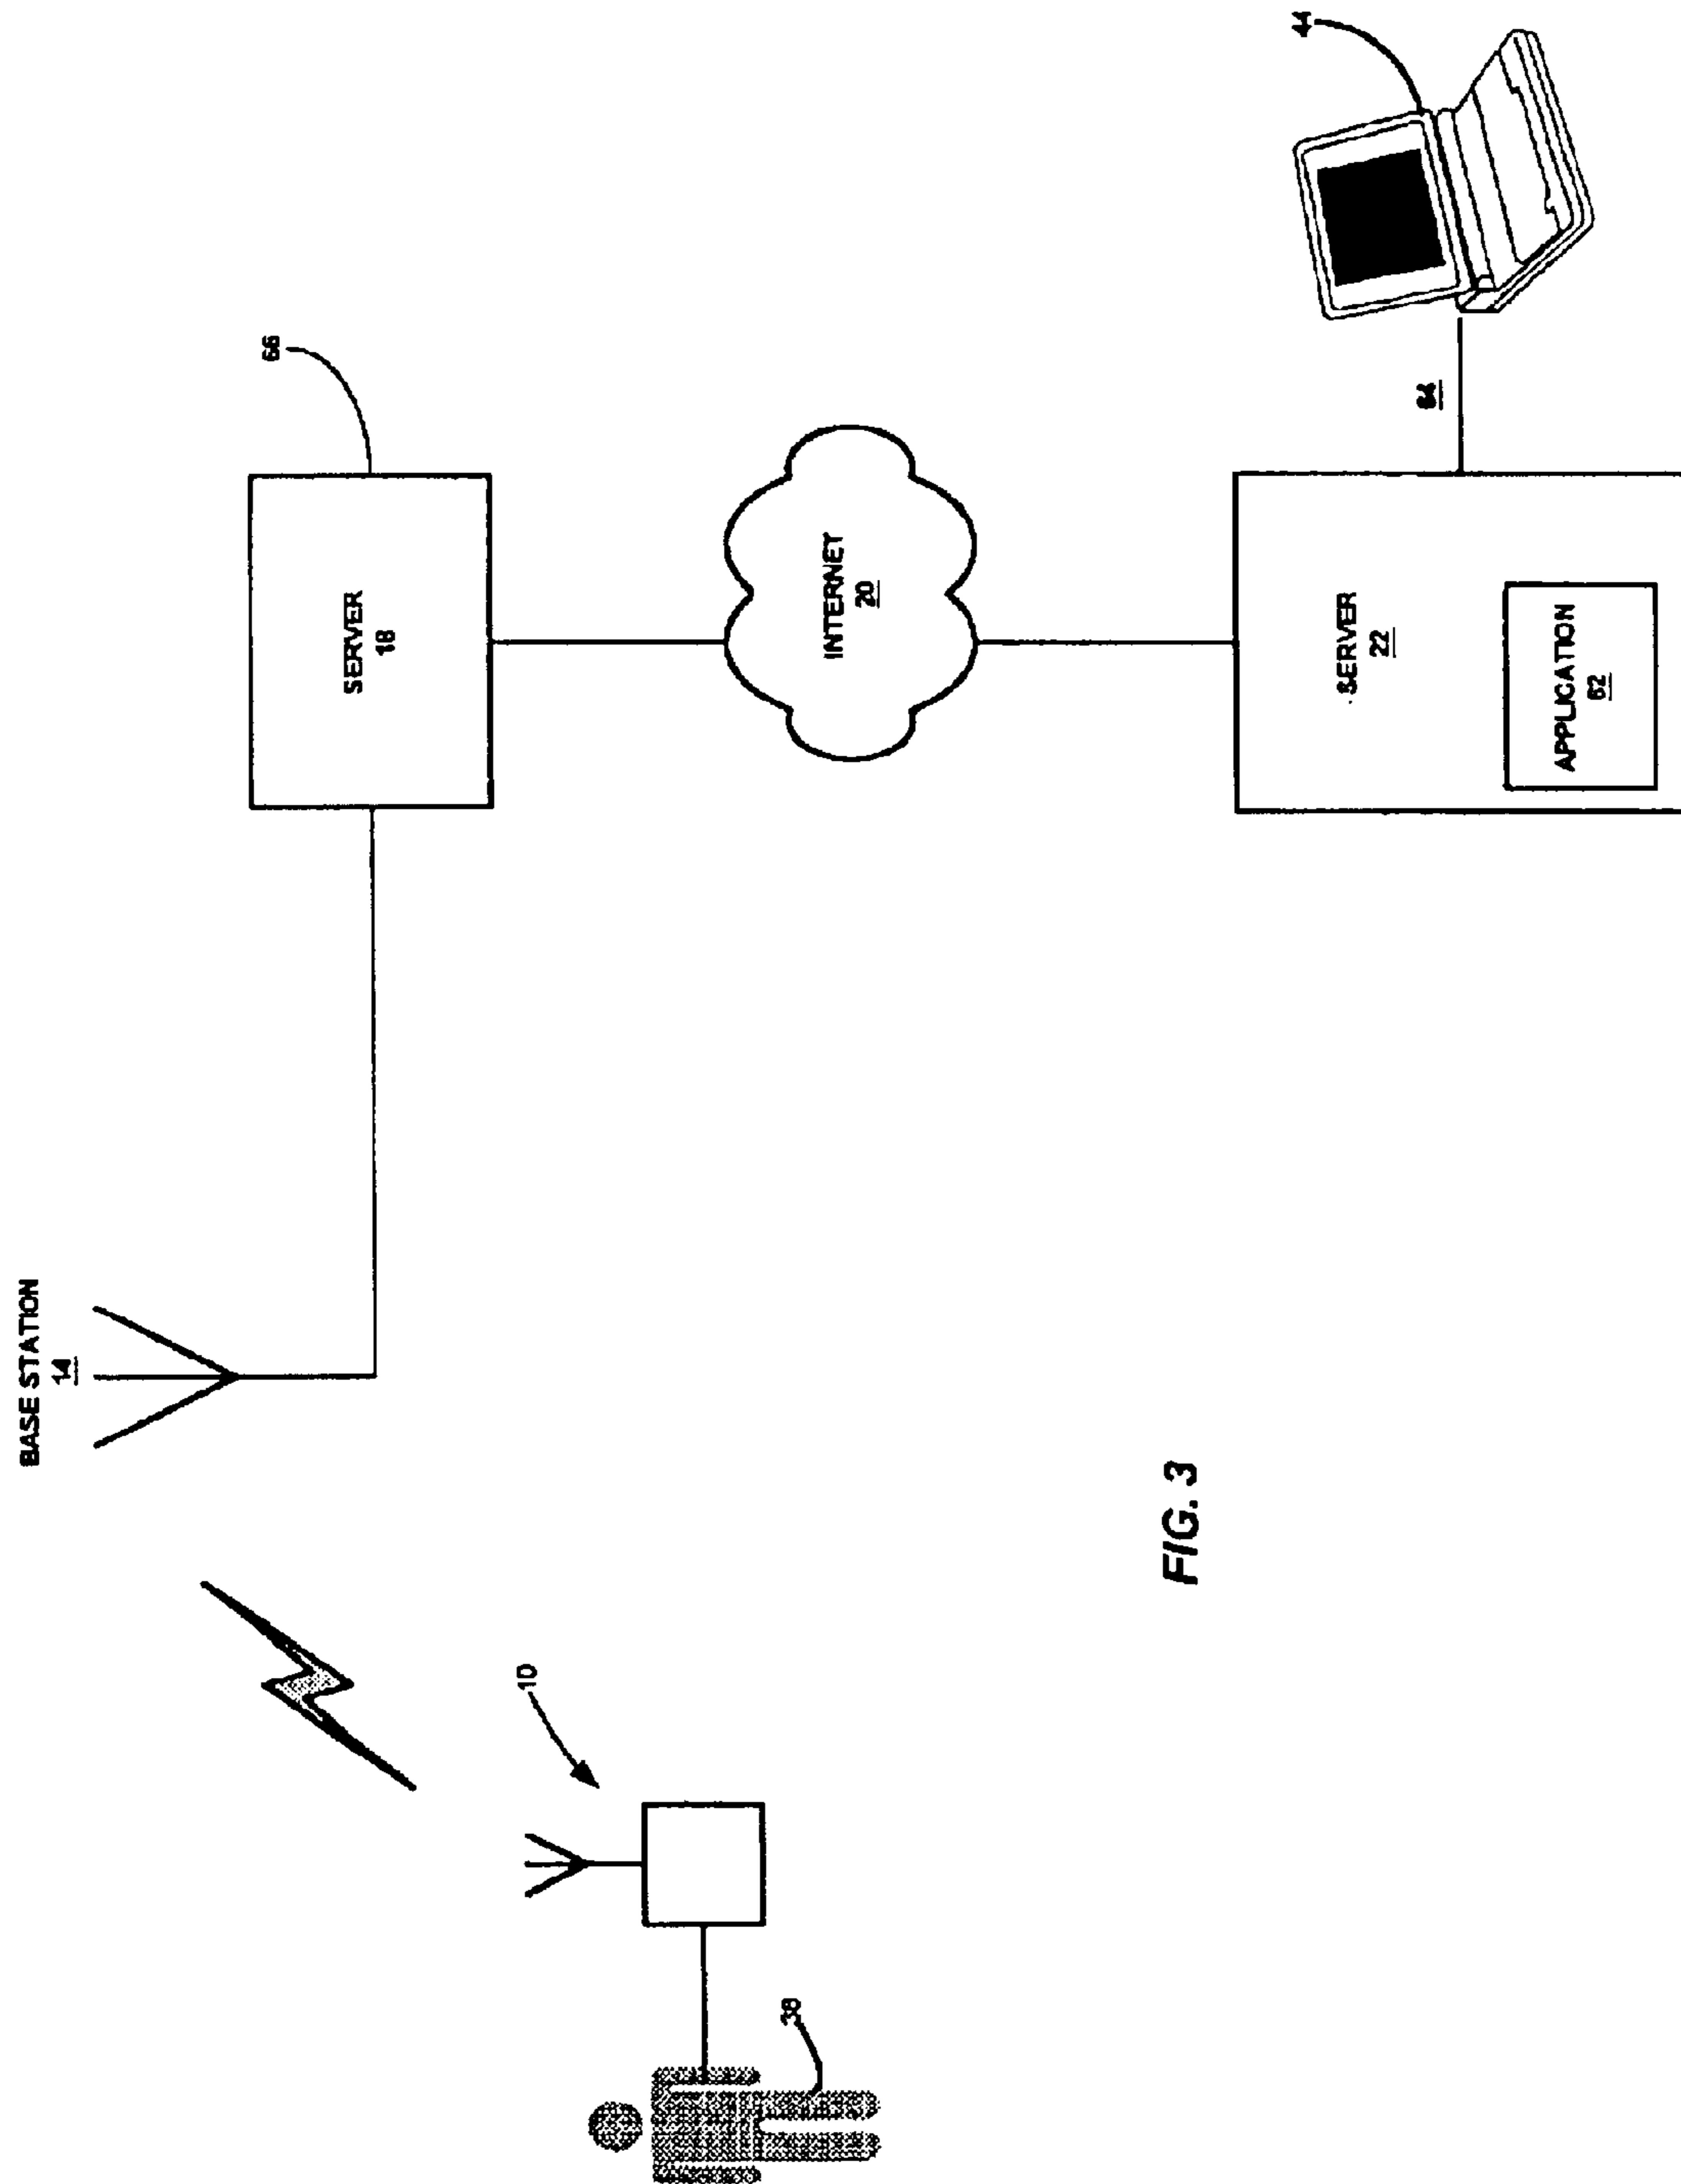 BASE STATION
14
SERVER
18
66
INTERNET
20
SERVER
22
APPLICATION
62
64
44
10
38
FIG. 3